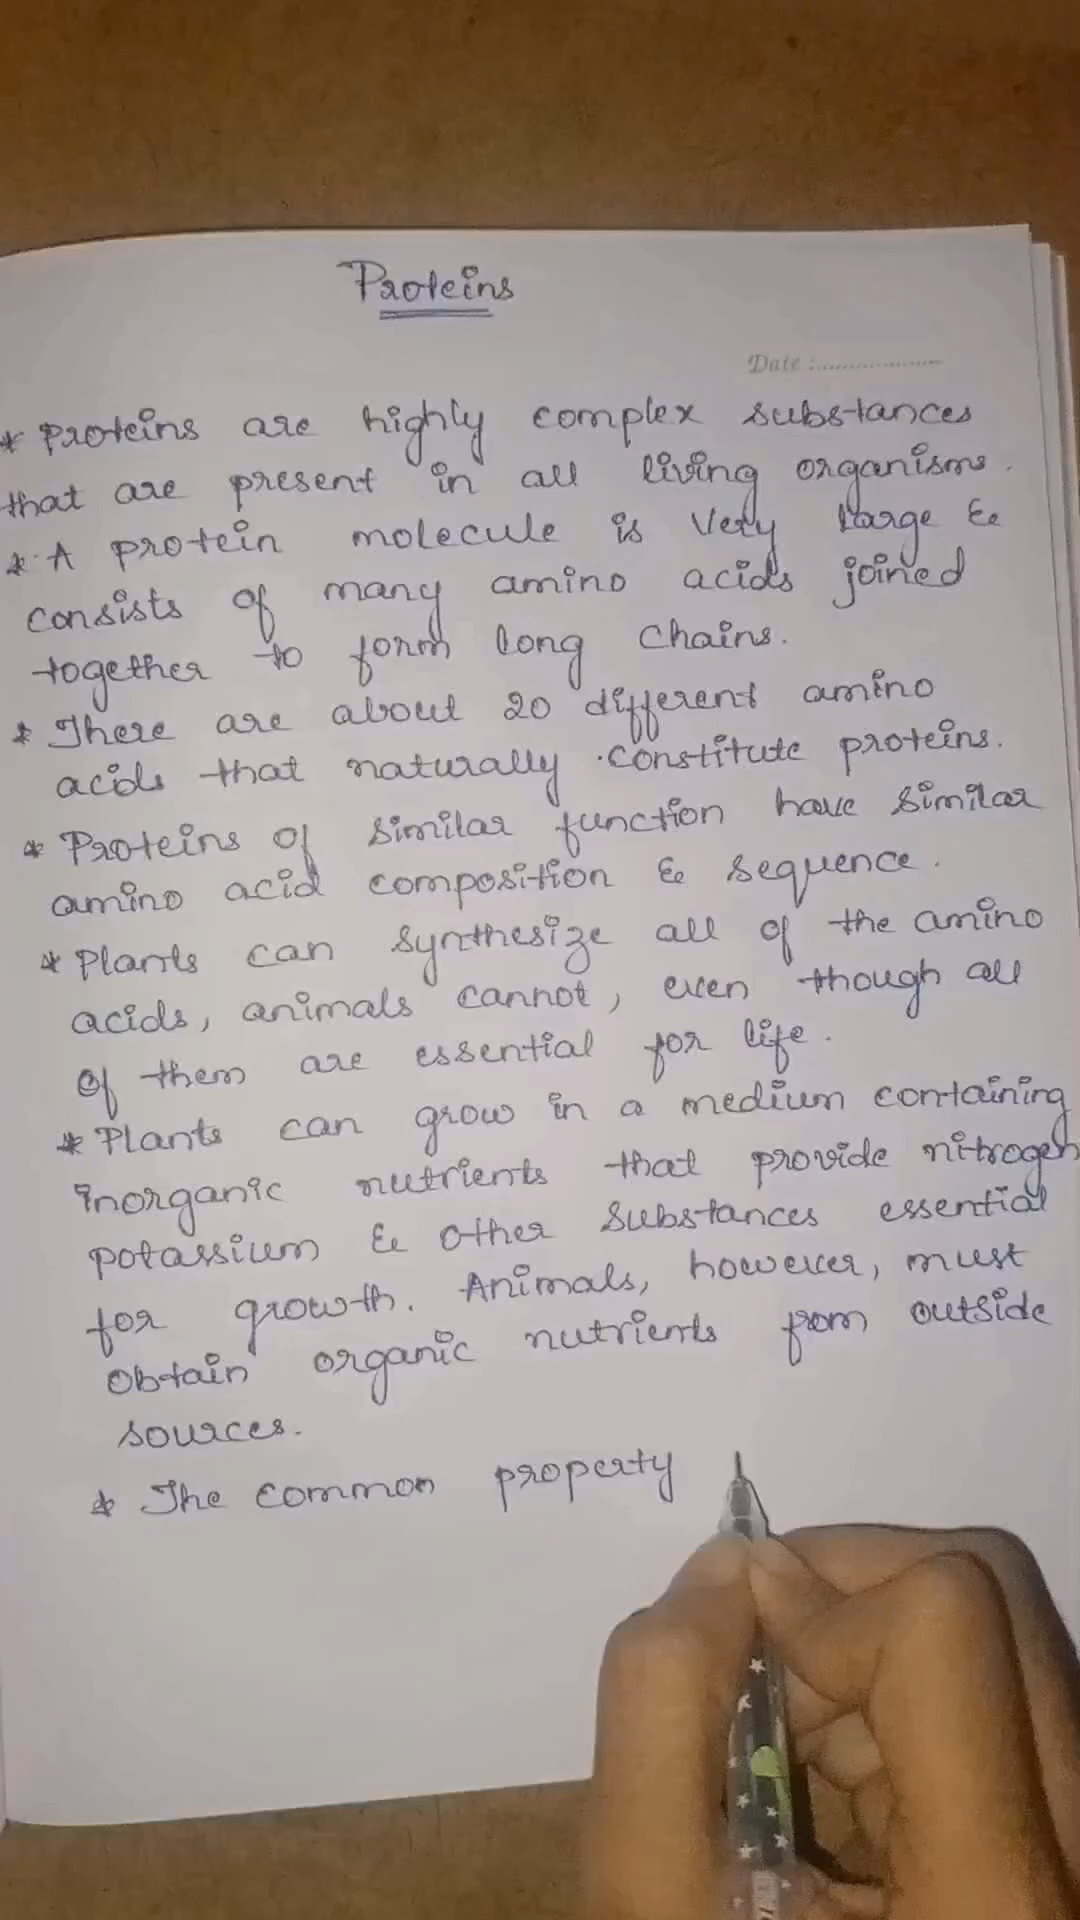 Proteins
Date :....................
* Proteins are highly complex substances
that are present in all living organisms.
* A protein molecule is very large &
consists of many amino acids joined
together to form long chains.
* There are about 20 different amino
acids that naturally constitute proteins.
* Proteins of similar function have similar
amino acid composition & sequence.
* Plants can synthesize all of the amino
acids, animals cannot, even though all
of them are essential for life.
* Plants can grow in a medium containing
inorganic nutrients that provide nitrogen
potassium & other substances essential
for growth. Animals, however, must
obtain organic nutrients from outside
sources.
* The common property